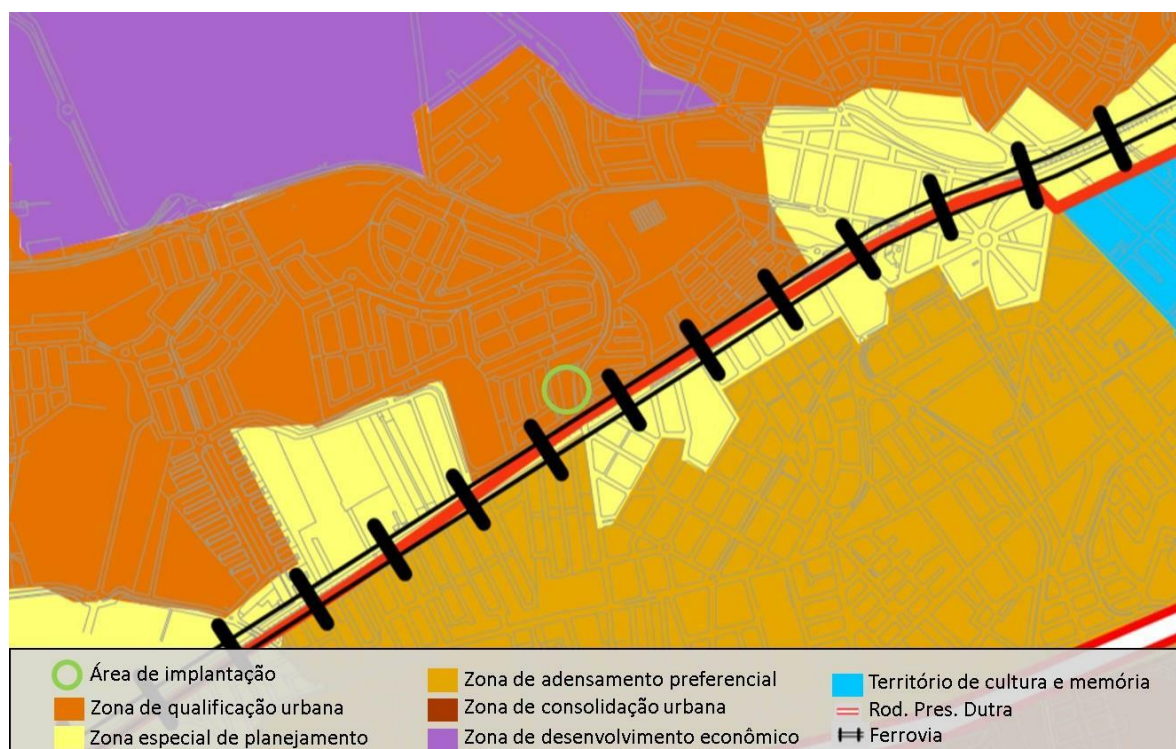 Área de implantação
Zona de qualificação urbana
Zona especial de planejamento
Zona de adensamento preferencial
Zona de consolidação urbana
Zona de desenvolvimento econômico
Território de cultura e memória
Rod. Pres. Dutra
Ferrovia